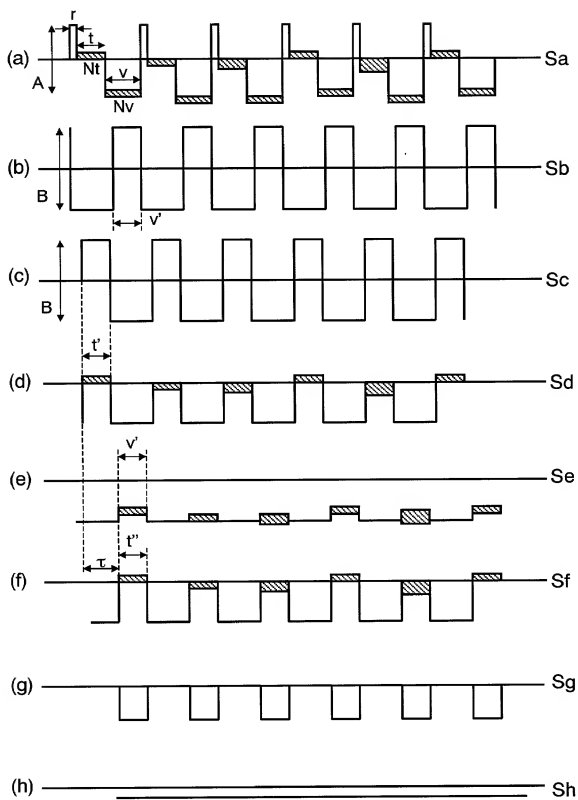 r
t
(a)
A
Nt
v
Nv
Sa
(b)
B
v'
Sb
(c)
B
Sc
t'
(d)
Sd
v'
(e)
Se
t''
τ
(f)
Sf
(g)
Sg
(h)
Sh